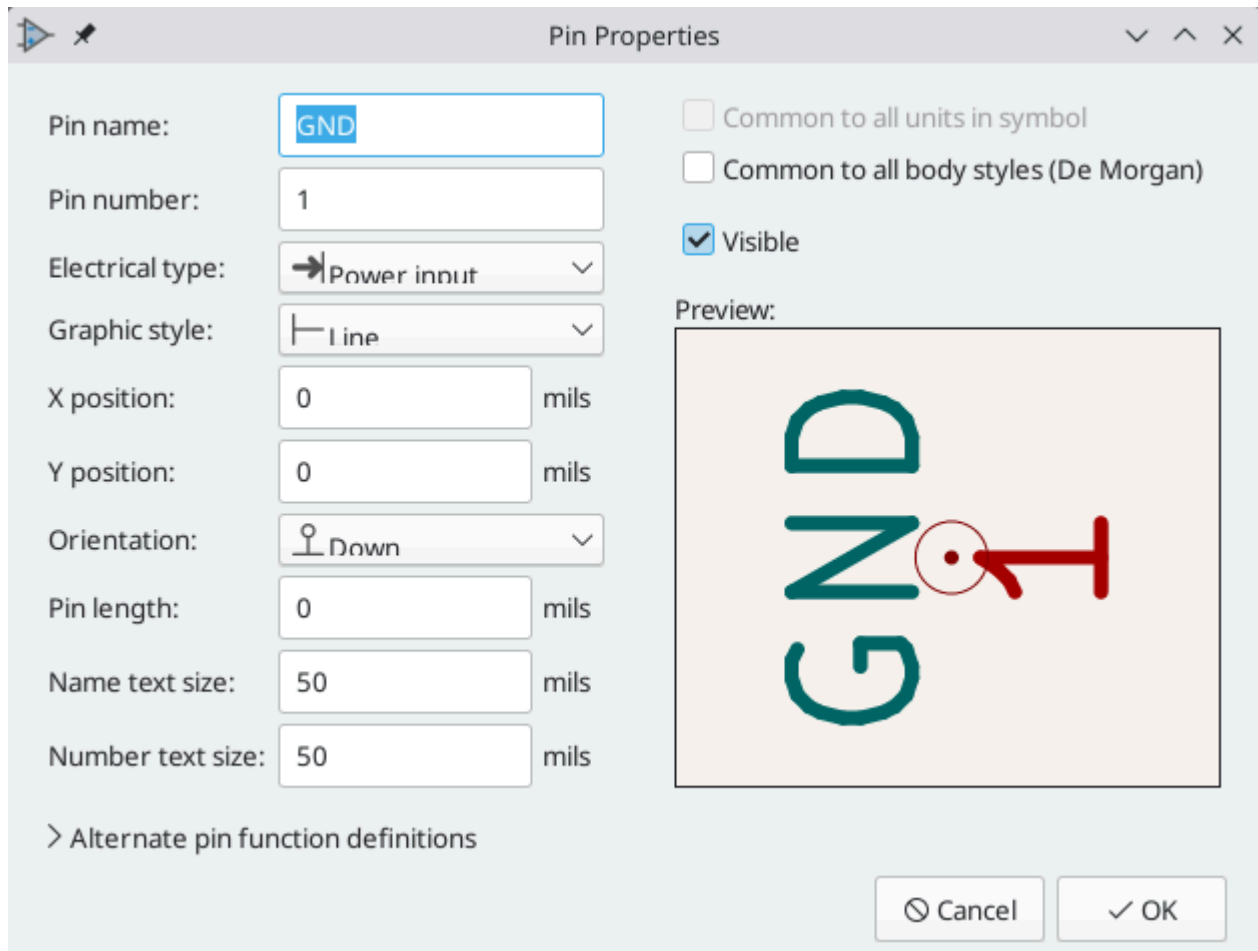 Pin Properties
Pin name: GND
Pin number: 1
Electrical type: Power input
Graphic style: Line
X position: 0 mils
Y position: 0 mils
Orientation: Down
Pin length: 0 mils
Name text size: 50 mils
Number text size: 50 mils
Alternate pin function definitions
Common to all units in symbol
Common to all body styles (De Morgan)
Visible
Preview:
GND
1
Cancel OK